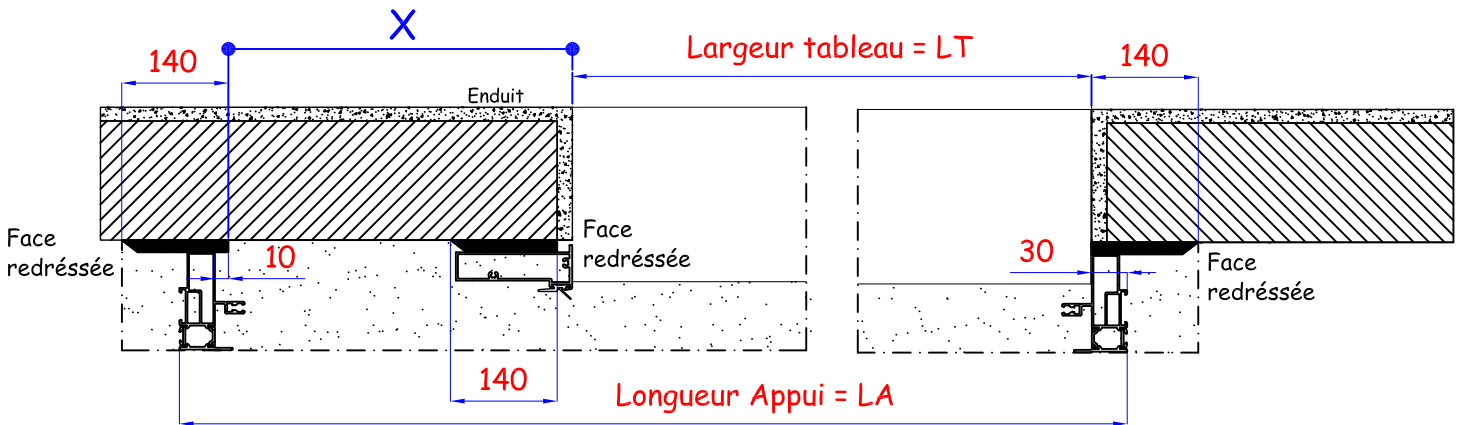 X
Largeur tableau = LT
140
140
Enduit
Face
redréssée
10
Face
redréssée
30
Face
redréssée
140
Longueur Appui = LA